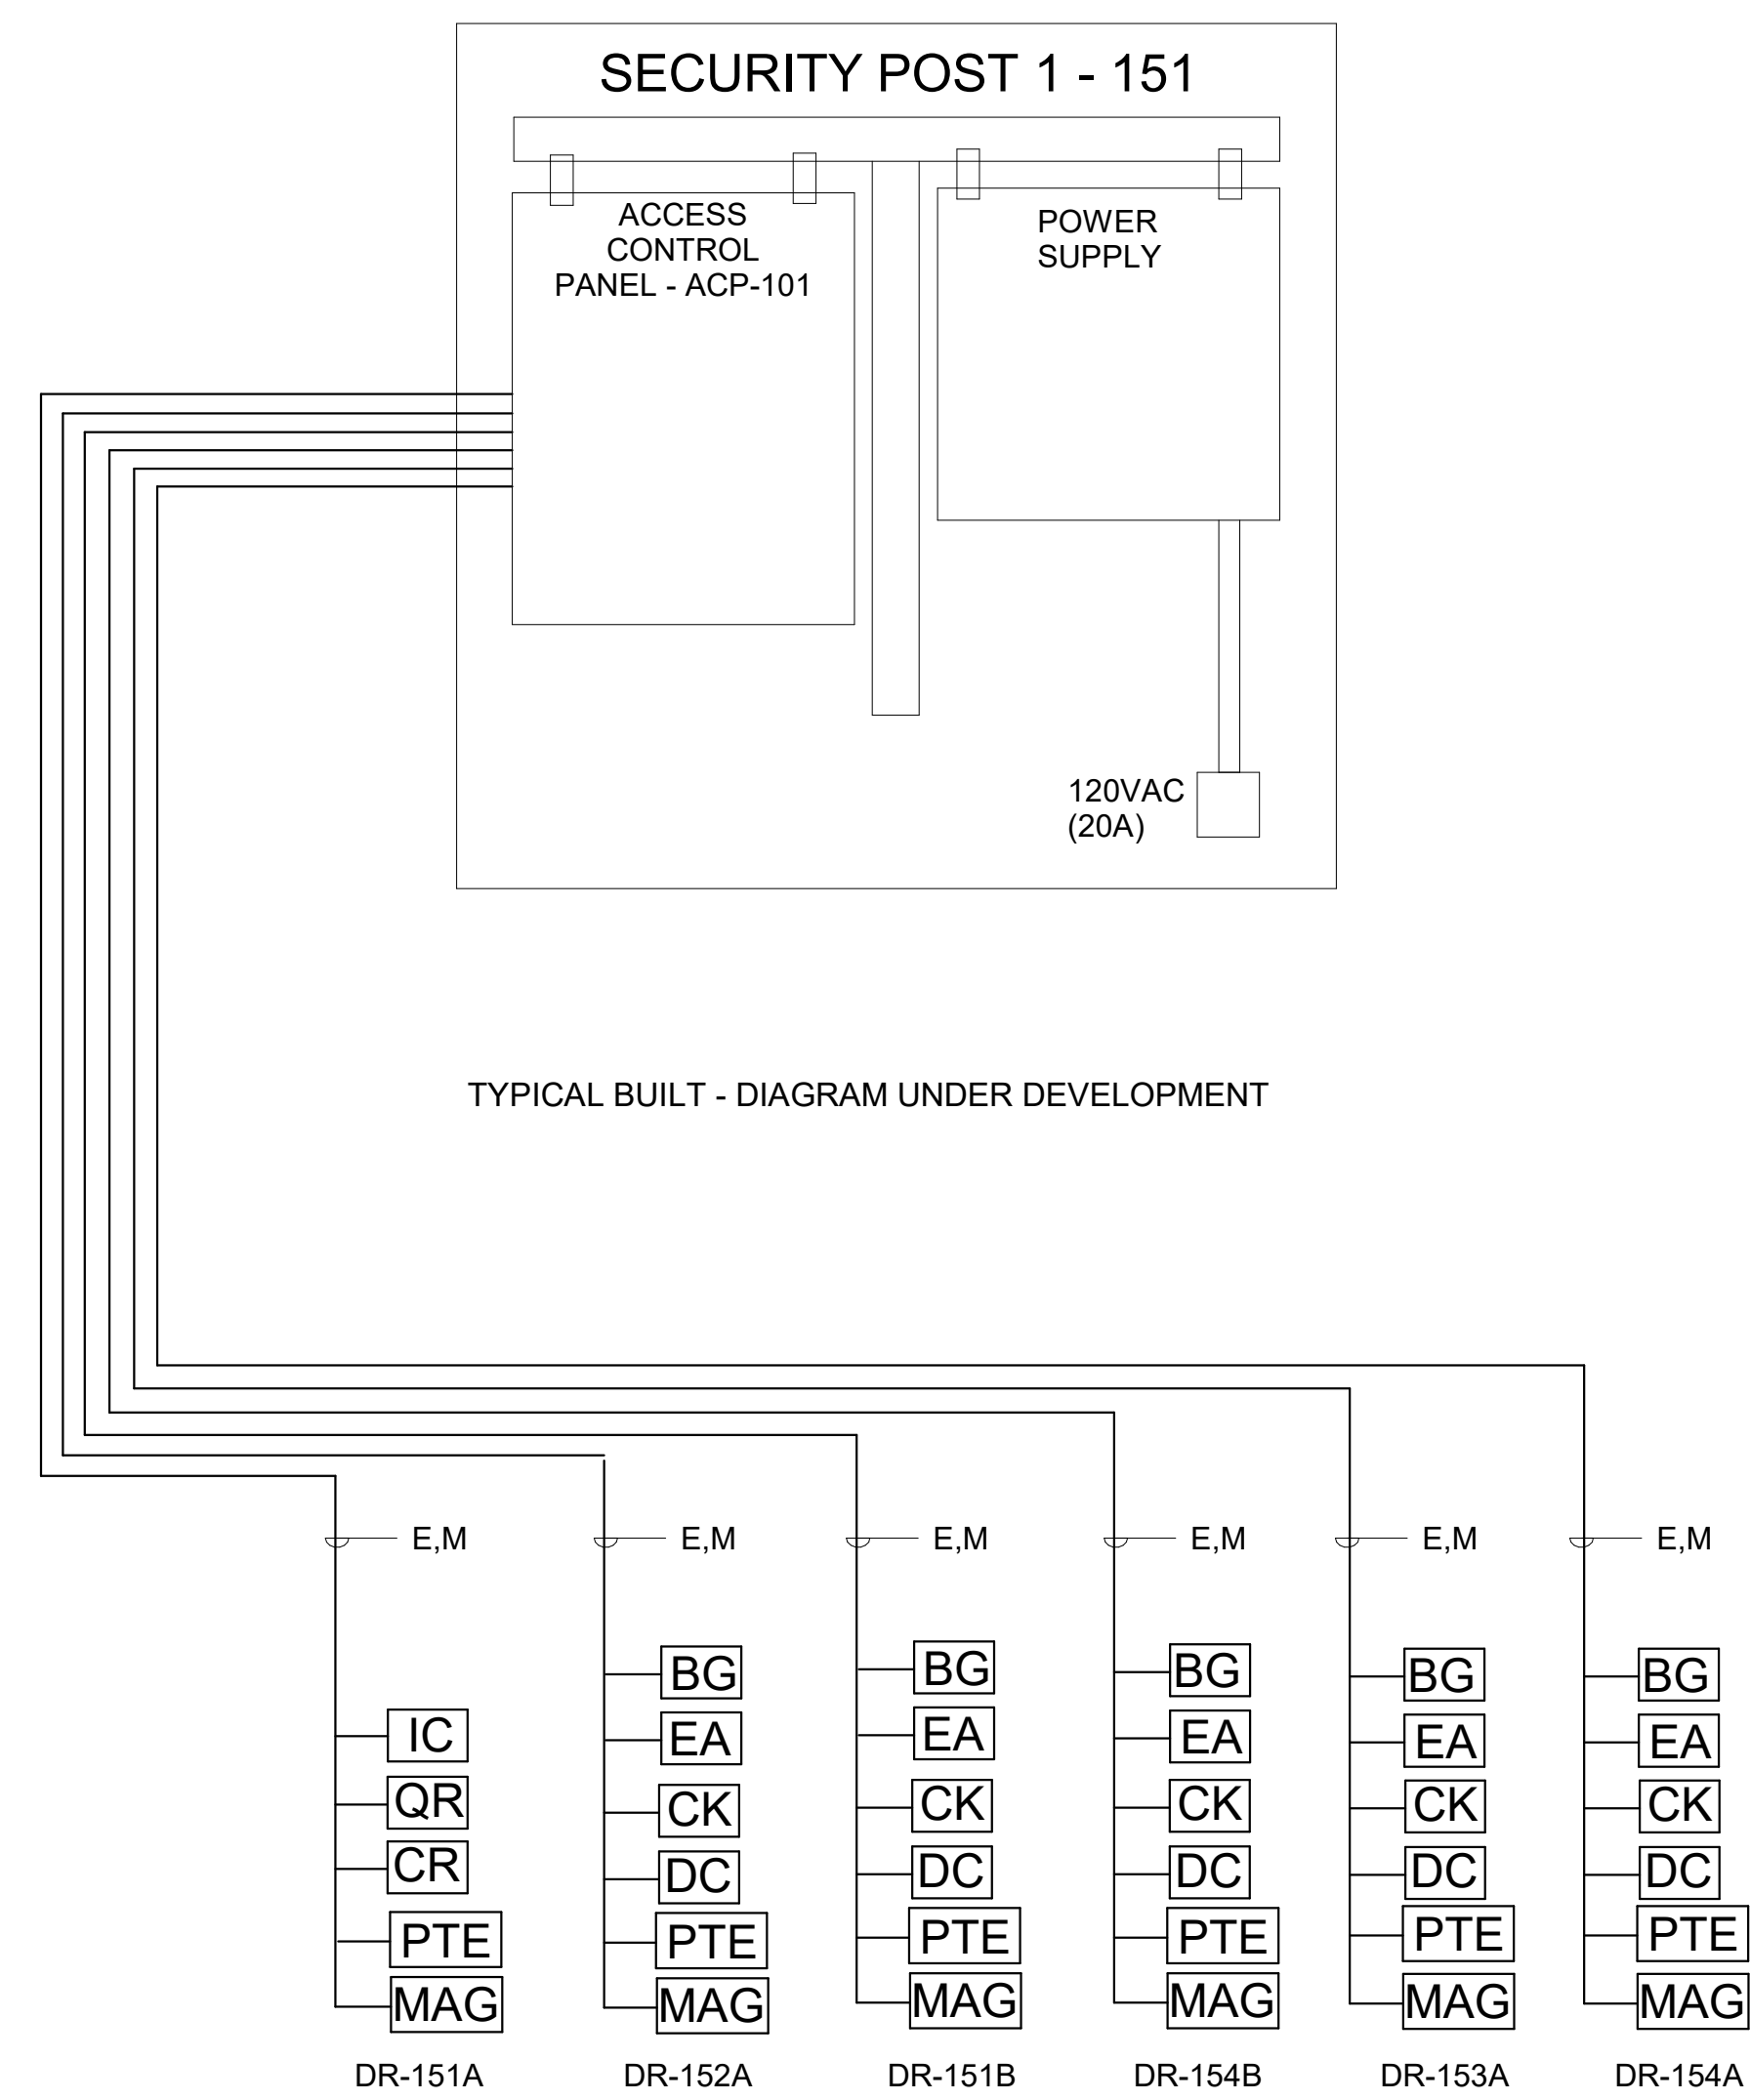 SECURITY POST 1 - 151
ACCESS
CONTROL
PANEL - ACP-101
POWER
SUPPLY
120VAC
(20A)
TYPICAL BUILT - DIAGRAM UNDER DEVELOPMENT
E,M
IC
QR
CR
PTE
MAG
DR-151A
E,M
BG
EA
CK
DC
PTE
MAG
DR-152A
E,M
BG
EA
CK
DC
PTE
MAG
DR-151B
E,M
BG
EA
CK
DC
PTE
MAG
DR-154B
E,M
BG
EA
CK
DC
PTE
MAG
DR-153A
E,M
BG
EA
CK
DC
PTE
MAG
DR-154A